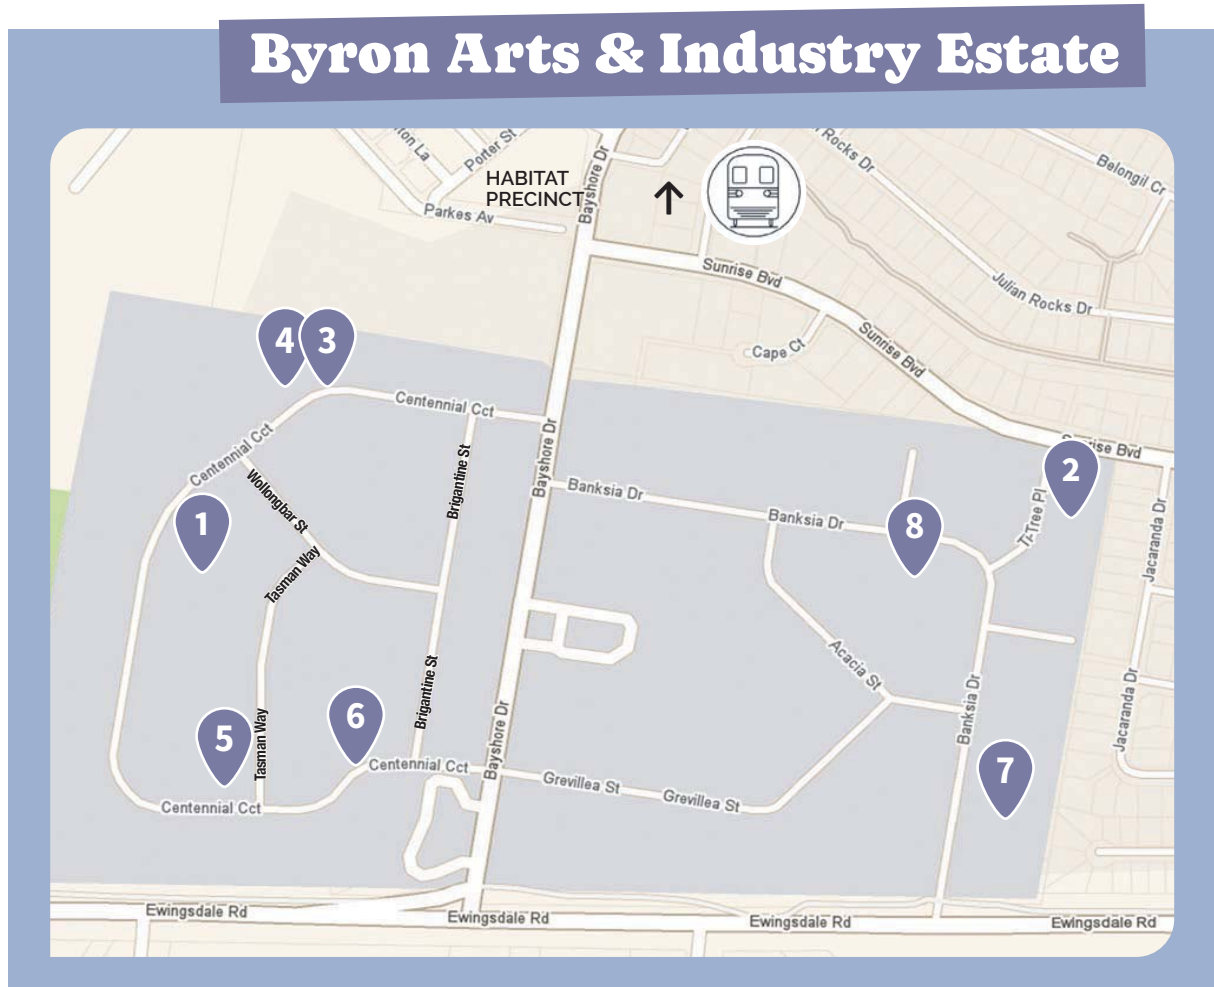 Byron Arts & Industry Estate
Porter St
HABITAT
PRECINCT
Parkes Av
Bayshore Dr
Rocks Dr
Belongil Cr
Sunrise Bvd
Julian Rocks Dr
Cape Ct
Sunrise Bvd
4
3
Centennial Cct
Centennial Cct
Wollongbar St
Brigantine St
Bayshore Dr
Banksia Dr
Banksia Dr
Sunrise Bvd
2
Ti-Tree Pl
Jacaranda Dr
1
8
Tasman Way
Acacia St
Brigantine St
Banksia Dr
Jacaranda Dr
5
6
Tasman Way
Bayshore Dr
7
Centennial Cct
Centennial Cct
Grevillea St
Grevillea St
Ewingsdale Rd
Ewingsdale Rd
Ewingsdale Rd
Ewingsdale Rd